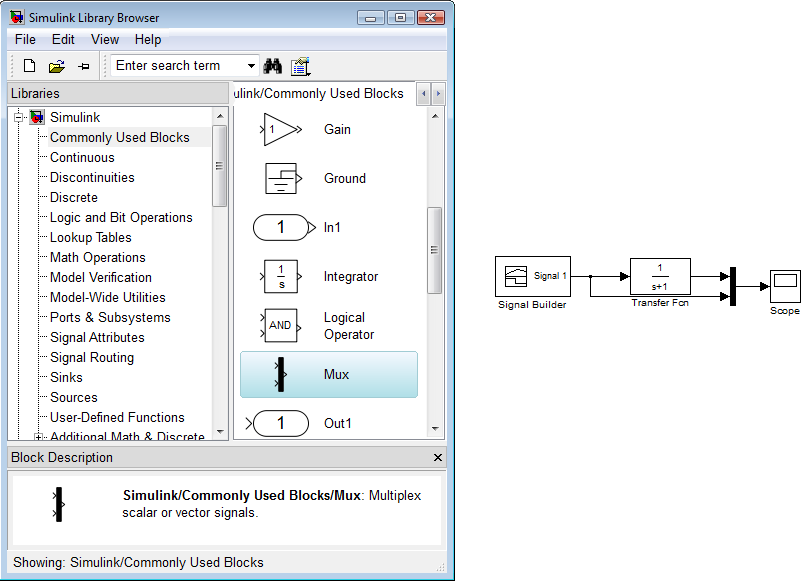 Simulink Library Browser
File Edit View Help
Enter search term
Libraries
ulink/Commonly Used Blocks
Simulink
Commonly Used Blocks
Continuous
Discontinuities
Discrete
Logic and Bit Operations
Lookup Tables
Math Operations
Model Verification
Model-Wide Utilities
Ports & Subsystems
Signal Attributes
Signal Routing
Sinks
Sources
User-Defined Functions
Additional Math & Discrete
1 Gain
Ground
1 In1
1
s
Integrator
AND
Logical
Operator
Mux
1 Out1
Block Description
Simulink/Commonly Used Blocks/Mux: Multiplex
scalar or vector signals.
Showing: Simulink/Commonly Used Blocks
Signal 1
Signal Builder
1
s+1
Transfer Fcn
Scope